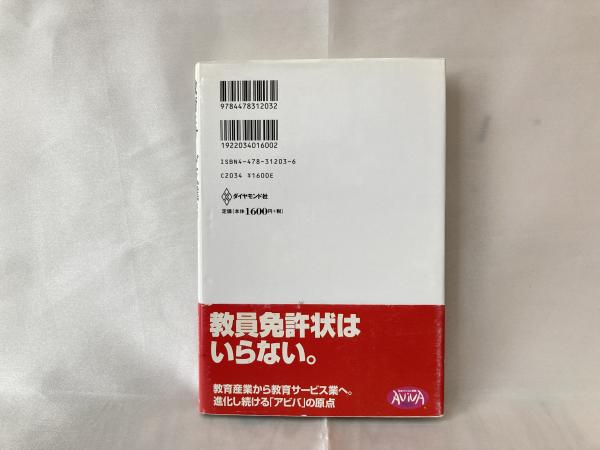 9784478312032
1922034016002
ISBN4-478-31203-6
C2034 ¥1600E
ダイヤモンド社
定価(本体1600円+税)
教員免許状は
いらない。
教育産業から教育サービス業へ。
進化し続ける「アビバ」の原点
AViVA